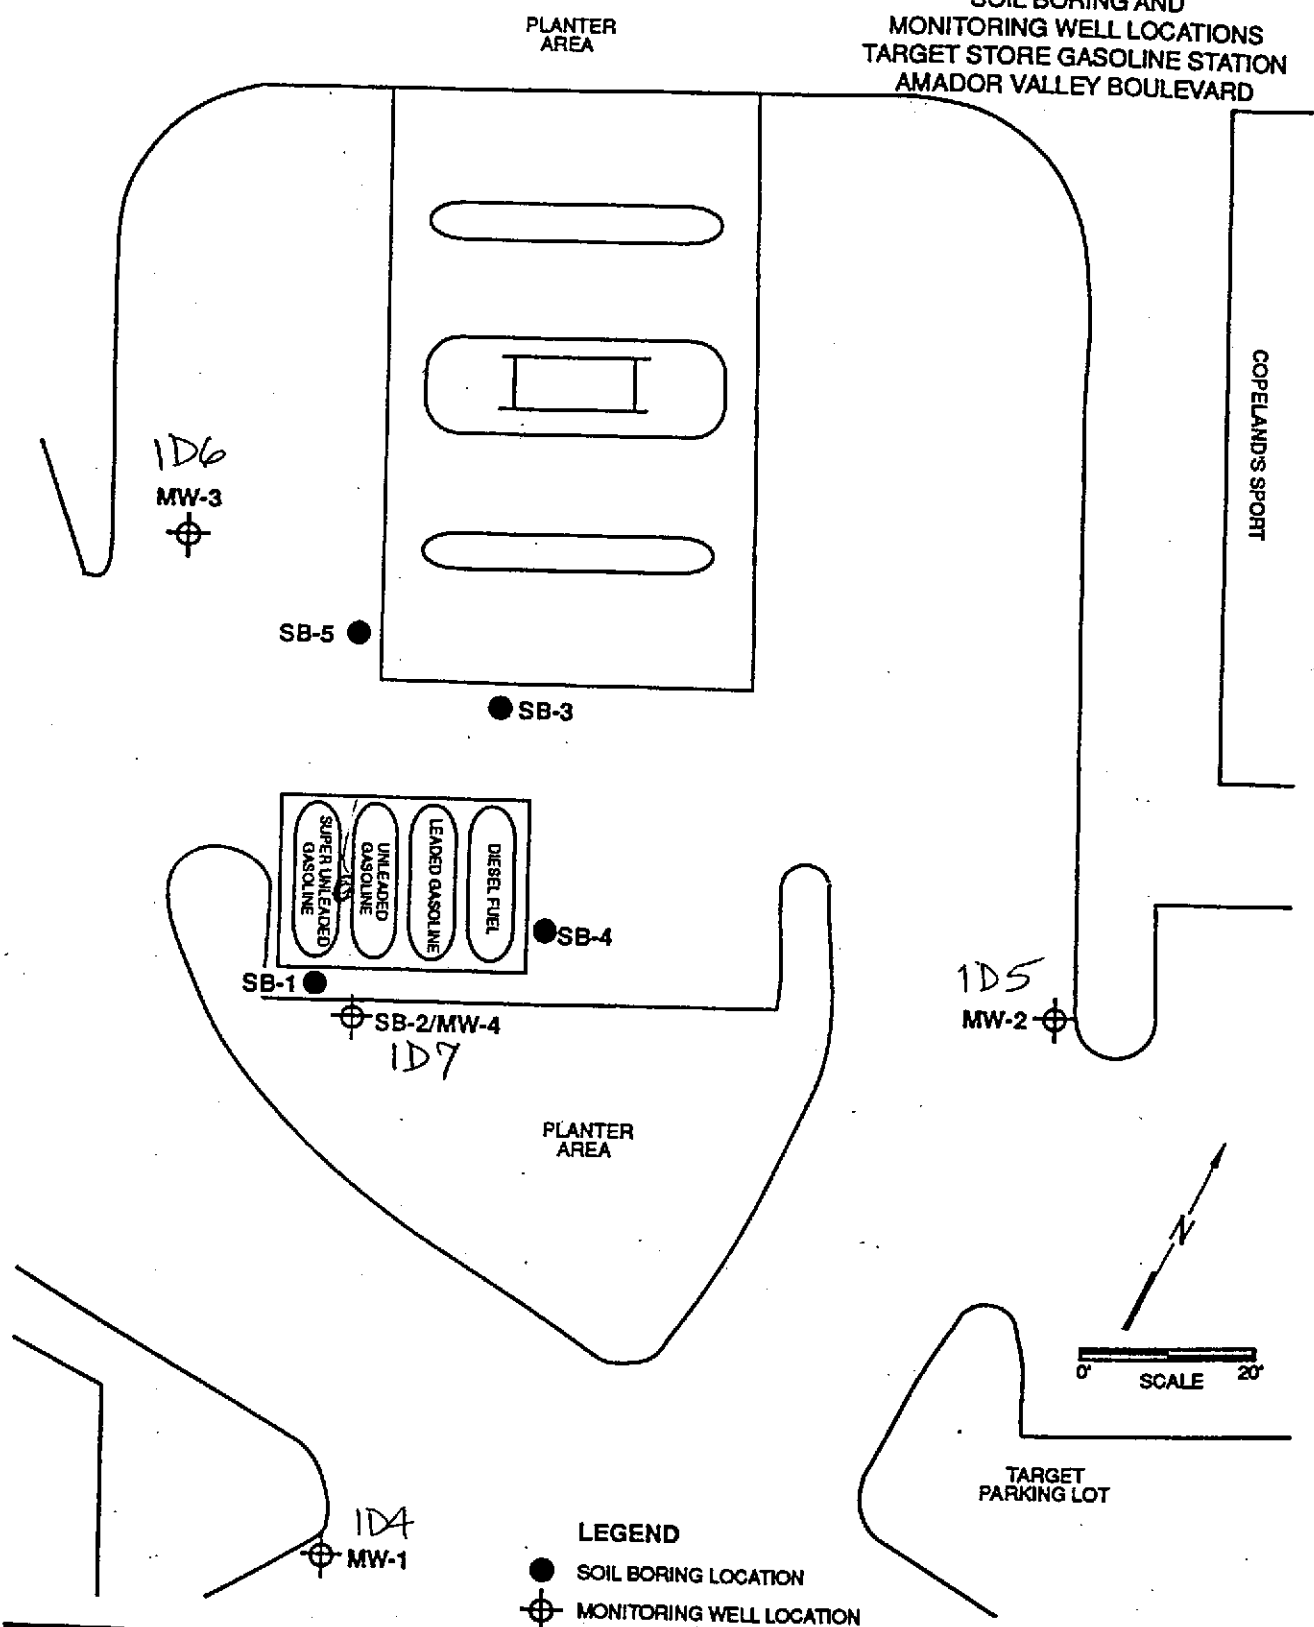 SOIL BORING AND
MONITORING WELL LOCATIONS
TARGET STORE GASOLINE STATION
AMADOR VALLEY BOULEVARD
PLANTER
AREA
COPELAND'S SPORT
1D6
MW-3
SB-5
SB-3
SUPER UNLEADED
GASOLINE
UNLEADED
GASOLINE
LEADED GASOLINE
DIESEL FUEL
SB-4
SB-1
SB-2/MW-4
1D7
1D5
MW-2
PLANTER
AREA
N
0'
20'
SCALE
TARGET
PARKING LOT
1D4
MW-1
LEGEND
SOIL BORING LOCATION
MONITORING WELL LOCATION